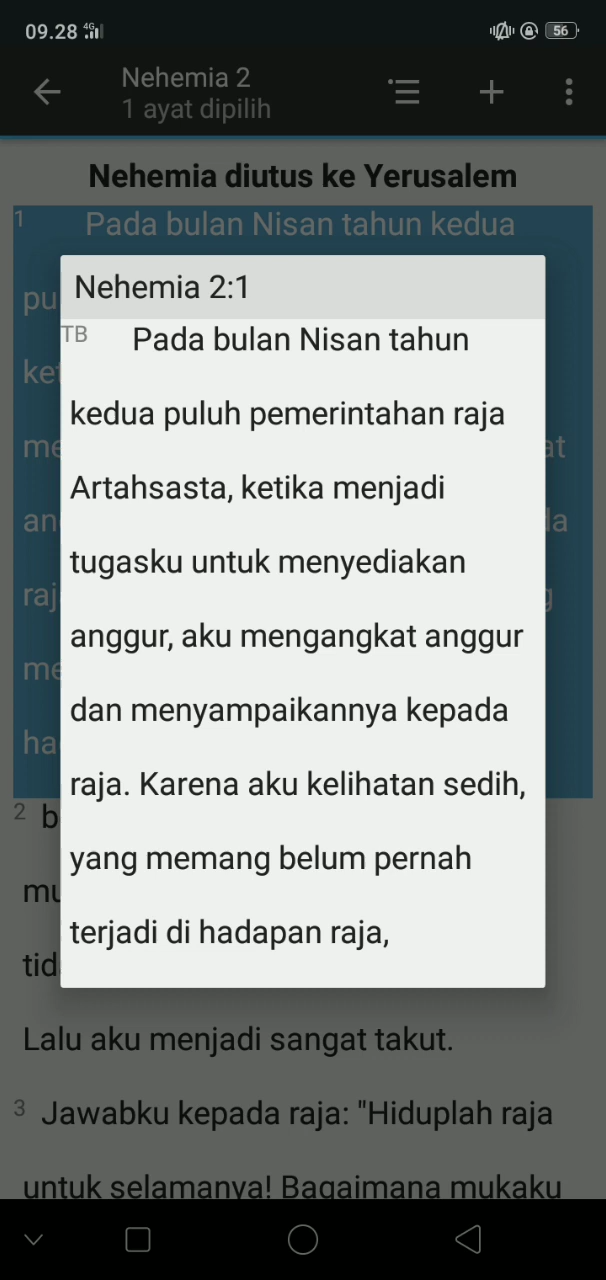 09.28 4G 56
Nehemia 2
1 ayat dipilih
Nehemia diutus ke Yerusalem
1 Pada bulan Nisan tahun kedua
Nehemia 2:1
TB Pada bulan Nisan tahun
kedua puluh pemerintahan raja
Artahsasta, ketika menjadi
tugasku untuk menyediakan
anggur, aku mengangkat anggur
dan menyampaikannya kepada
raja. Karena aku kelihatan sedih,
yang memang belum pernah
terjadi di hadapan raja,
2
Lalu aku menjadi sangat takut.
3 Jawabku kepada raja: "Hiduplah raja
untuk selamanya! Bagaimana mukaku